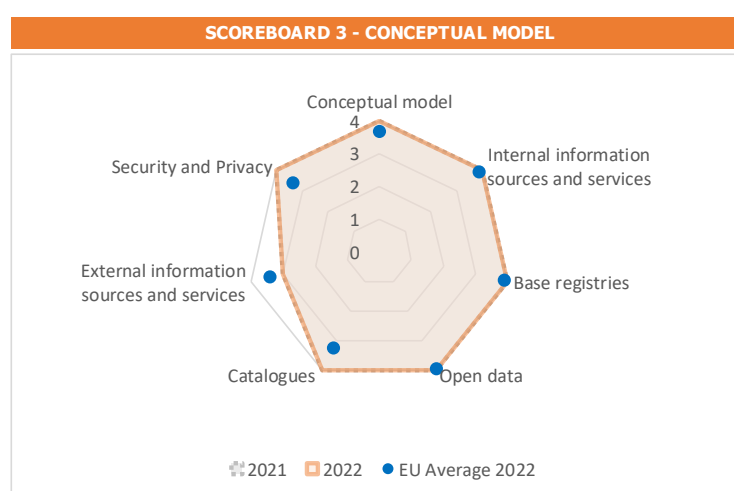 SCOREBOARD 3 - CONCEPTUAL MODEL
Conceptual model
4
3
2
1
0
Internal information
sources and services
Base registries
Open data
Catalogues
External information
sources and services
Security and Privacy
2021
2022
EU Average 2022